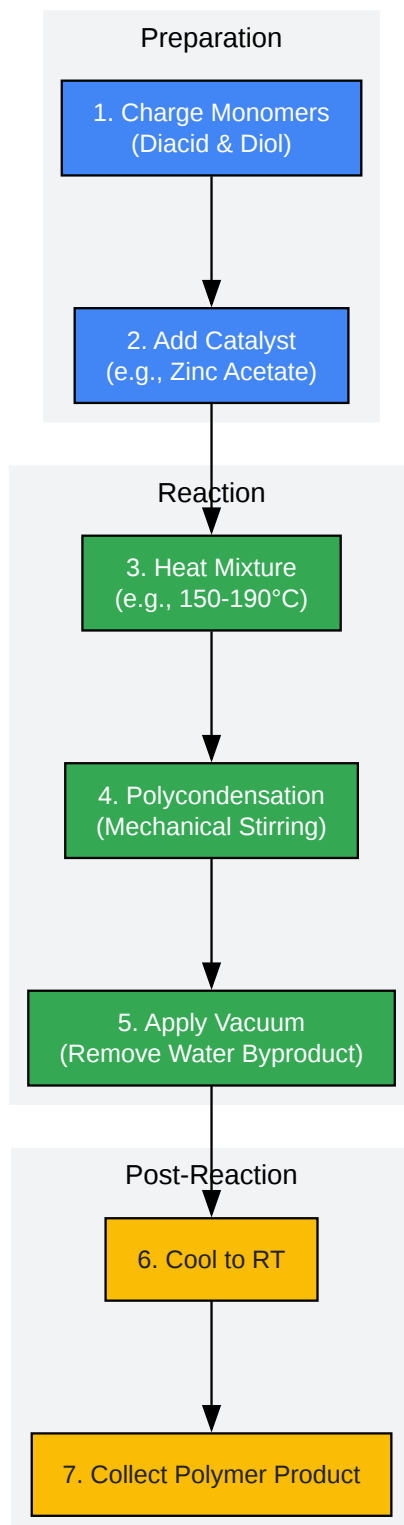 Preparation
1. Charge Monomers
(Diacid & Diol)
2. Add Catalyst
(e.g., Zinc Acetate)
Reaction
3. Heat Mixture
(e.g., 150-190°C)
4. Polycondensation
(Mechanical Stirring)
5. Apply Vacuum
(Remove Water Byproduct)
Post-Reaction
6. Cool to RT
7. Collect Polymer Product